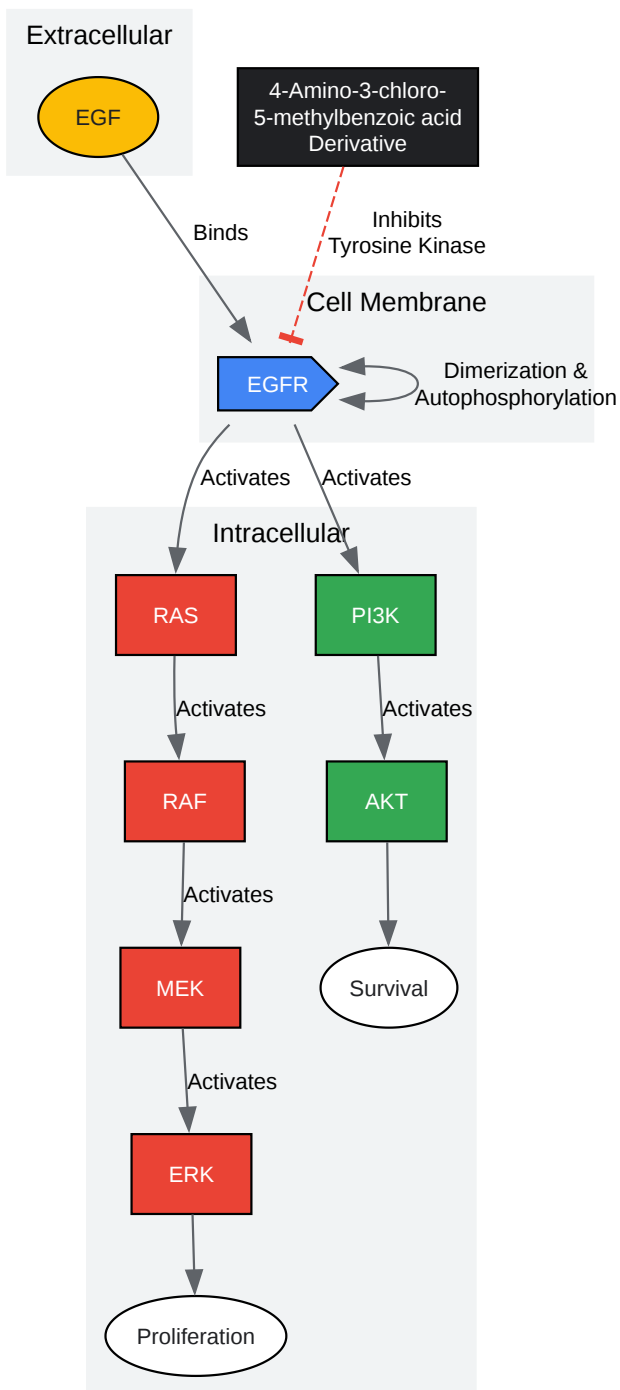 Extracellular
EGF
4-Amino-3-chloro-
5-methylbenzoic acid
Derivative
Binds
Inhibits
Tyrosine Kinase
Cell Membrane
EGFR
Dimerization &
Autophosphorylation
Activates
Activates
Intracellular
RAS
PI3K
Activates
Activates
RAF
AKT
Activates
MEK
Survival
Activates
ERK
Proliferation